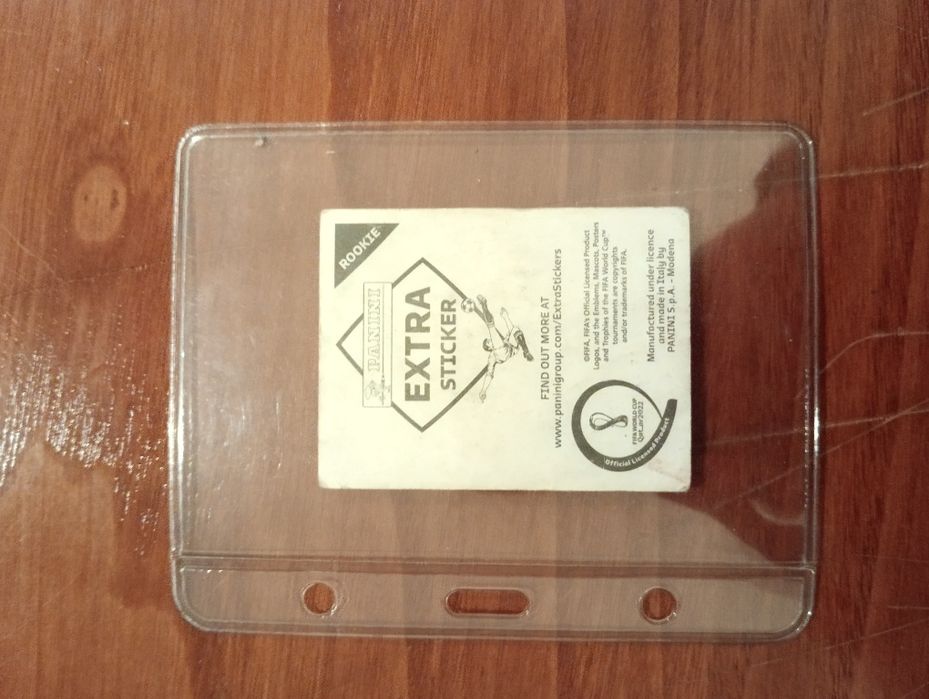 ROOKIE
PANINI
EXTRA
STICKER
FIND OUT MORE AT
www.paninigroup.com/ExtraStickers
©FIFA, FIFA's Official Licensed Product
Logos, and the Emblems, Mascots, Posters
and Trophies of the FIFA World Cup™
tournaments are copyrights
and/or trademarks of FIFA.
FIFA WORLD CUP
Qatar2022
Official Licensed Product
Manufactured under licence
and made in Italy by
PANINI S.p.A. - Modena